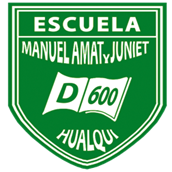 ESCUELA
MANUEL AMAT Y JUNIET
D 600
HUALQUI